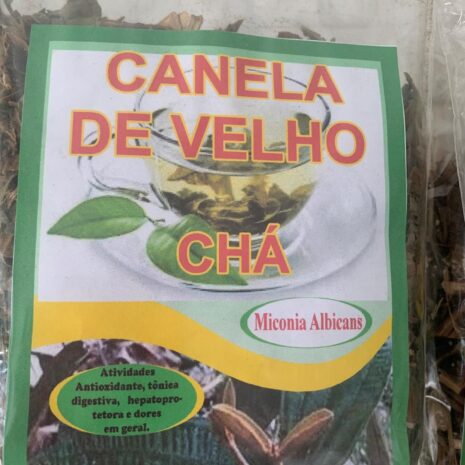 CANELA
DE VELHO
CHÁ
Miconia Albicans
Atividades
Antioxidante, tônica
digestiva, hepatopro-
tetora e dores
em geral.